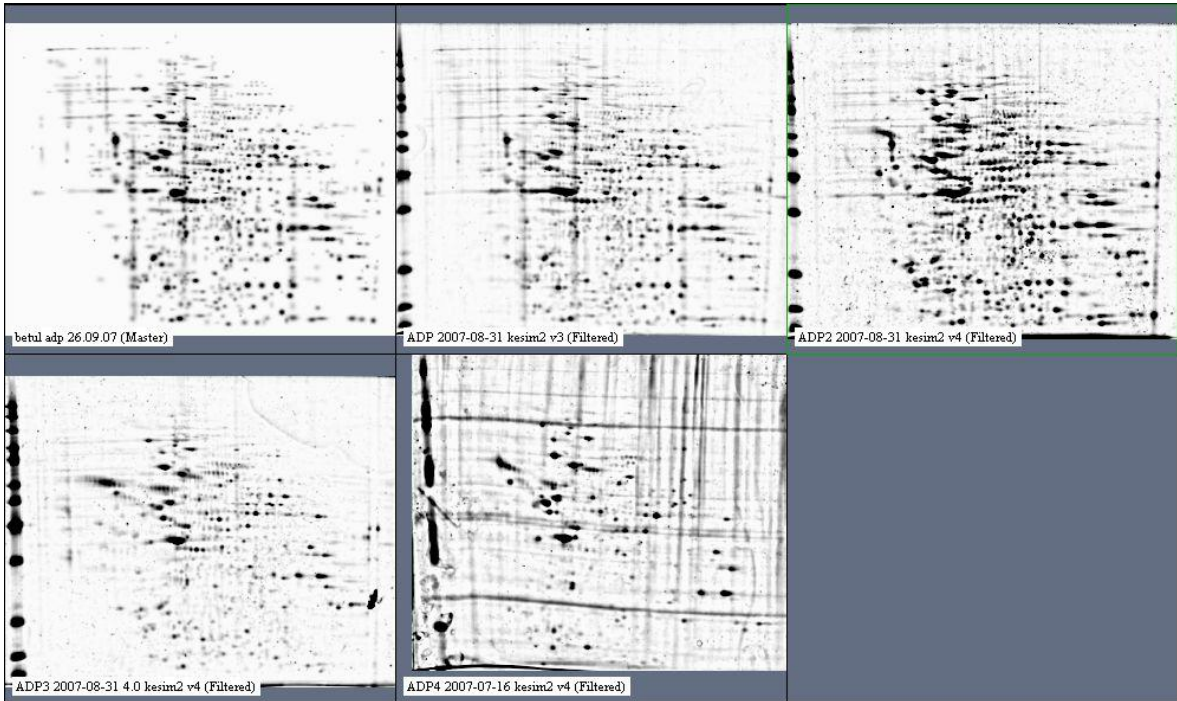 betul adp 26.09.07 (Master)
ADP 2007-08-31 kesim2 v3 (Filtered)
ADP2 2007-08-31 kesim2 v4 (Filtered)
ADP3 2007-08-31 4.0 kesim2 v4 (Filtered)
ADP4 2007-07-16 kesim2 v4 (Filtered)